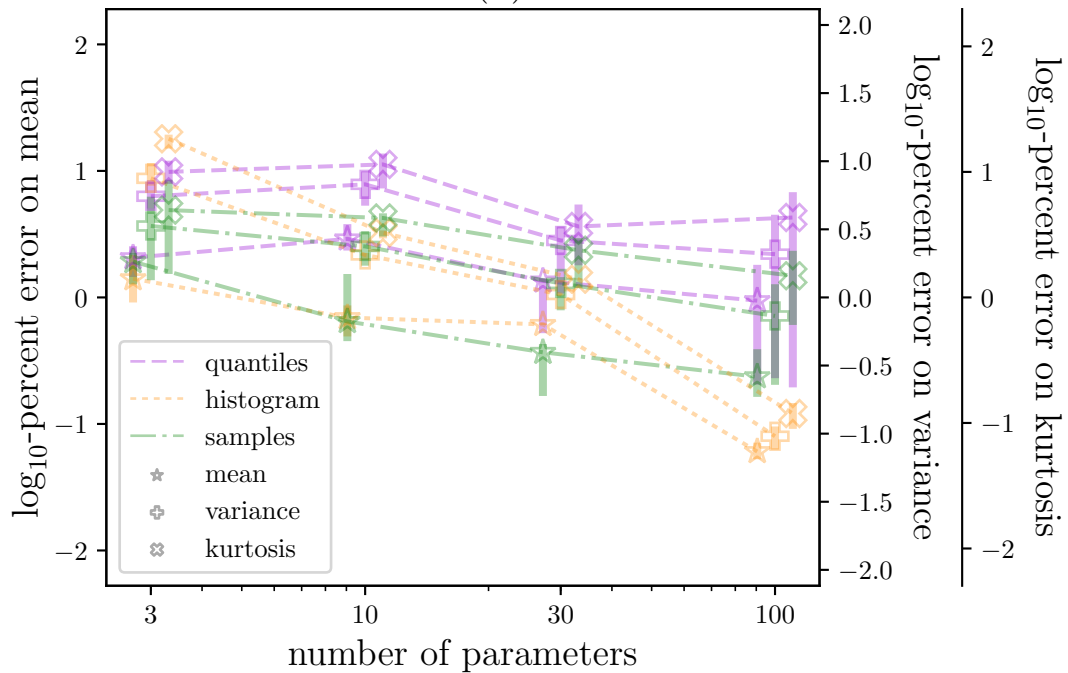 log10-percent error on mean
2
1
0
−1
−2
quantiles
histogram
samples
mean
variance
kurtosis
3
10
30
100
number of parameters
2.0
1.5
1.0
0.5
0.0
−0.5
−1.0
−1.5
−2.0
log10-percent error on variance
2
1
0
−1
−2
log10-percent error on kurtosis